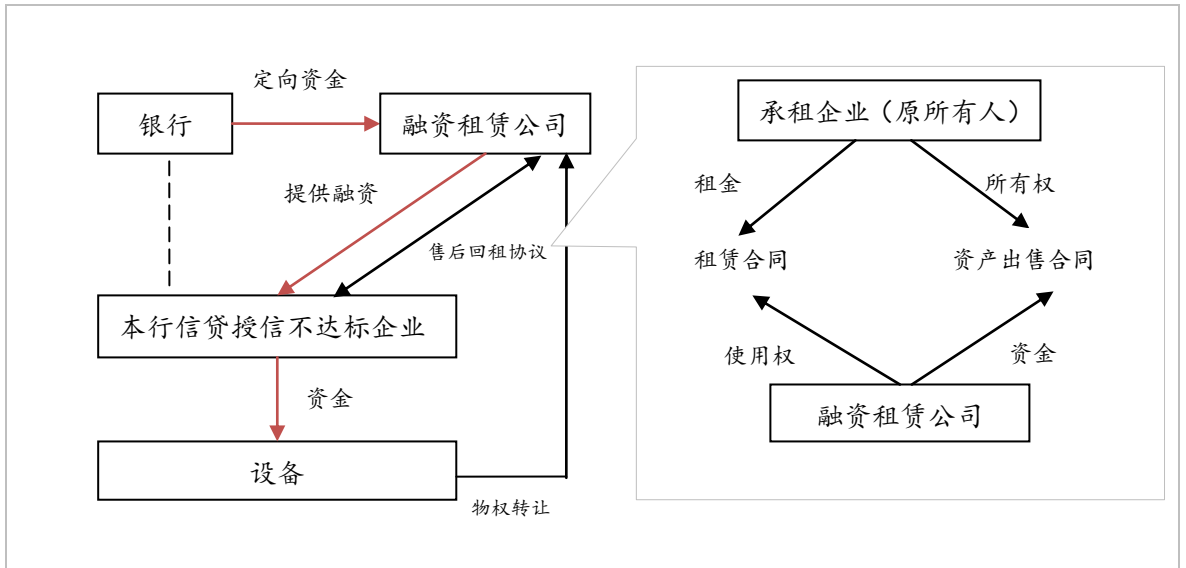 定向资金
银行
融资租赁公司
提供融资
售后回租协议
本行信贷授信不达标企业
资金
设备
物权转让
承租企业（原所有人）
租金
所有权
租赁合同
资产出售合同
使用权
资金
融资租赁公司